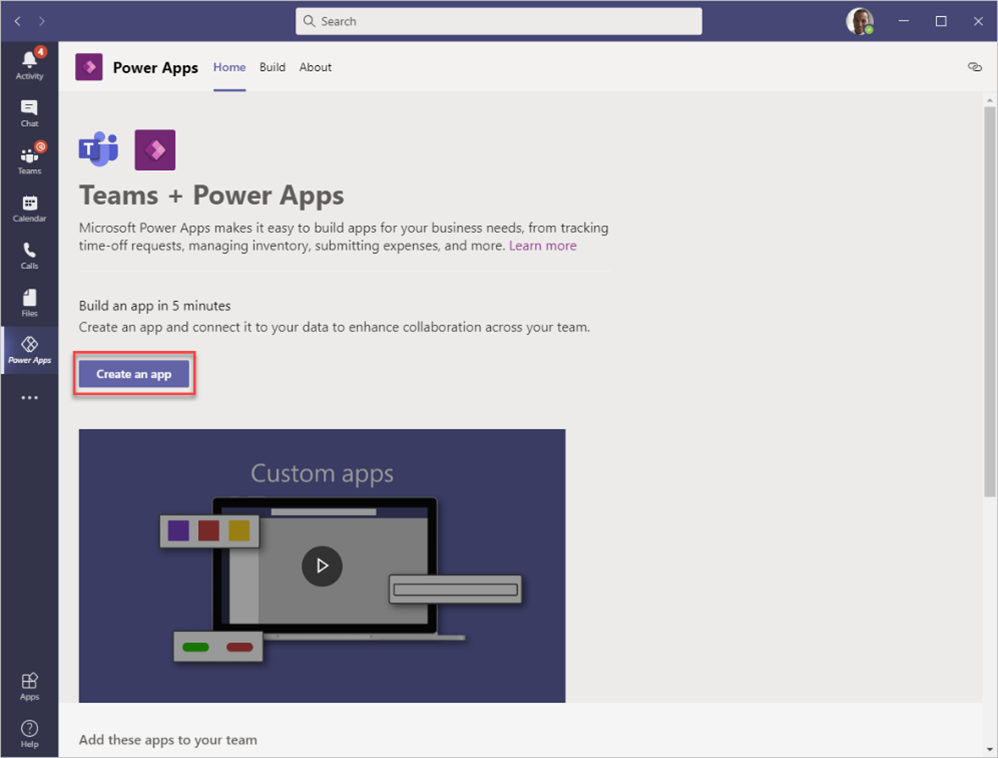 Search
4
Activity
Chat
Teams
Calendar
Calls
Files
Power Apps
Apps
Help
Power Apps Home Build About
T
Teams + Power Apps
Microsoft Power Apps makes it easy to build apps for your business needs, from tracking
time-off requests, managing inventory, submitting expenses, and more. Learn more
Build an app in 5 minutes
Create an app and connect it to your data to enhance collaboration across your team.
Create an app
Custom apps
Add these apps to your team